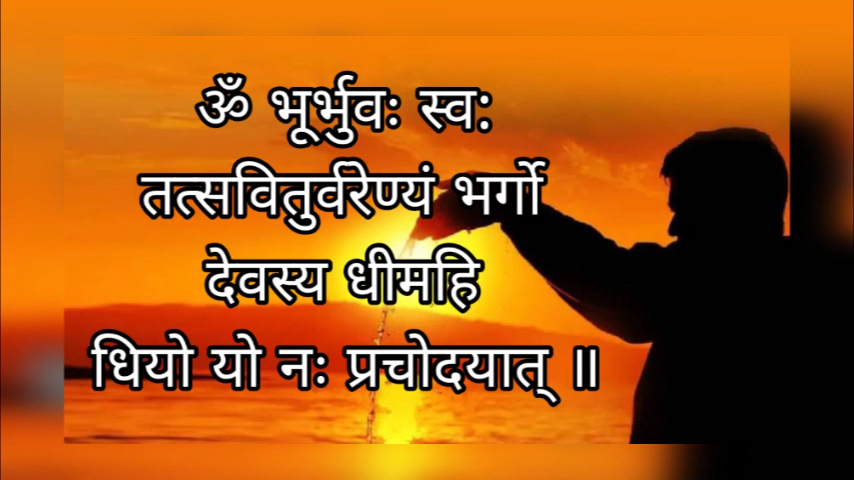 ॐ भूर्भुवः स्वः
तत्सवितुर्वरेण्यं भर्गो
देवस्य धीमहि
धियो यो नः प्रचोदयात् ॥